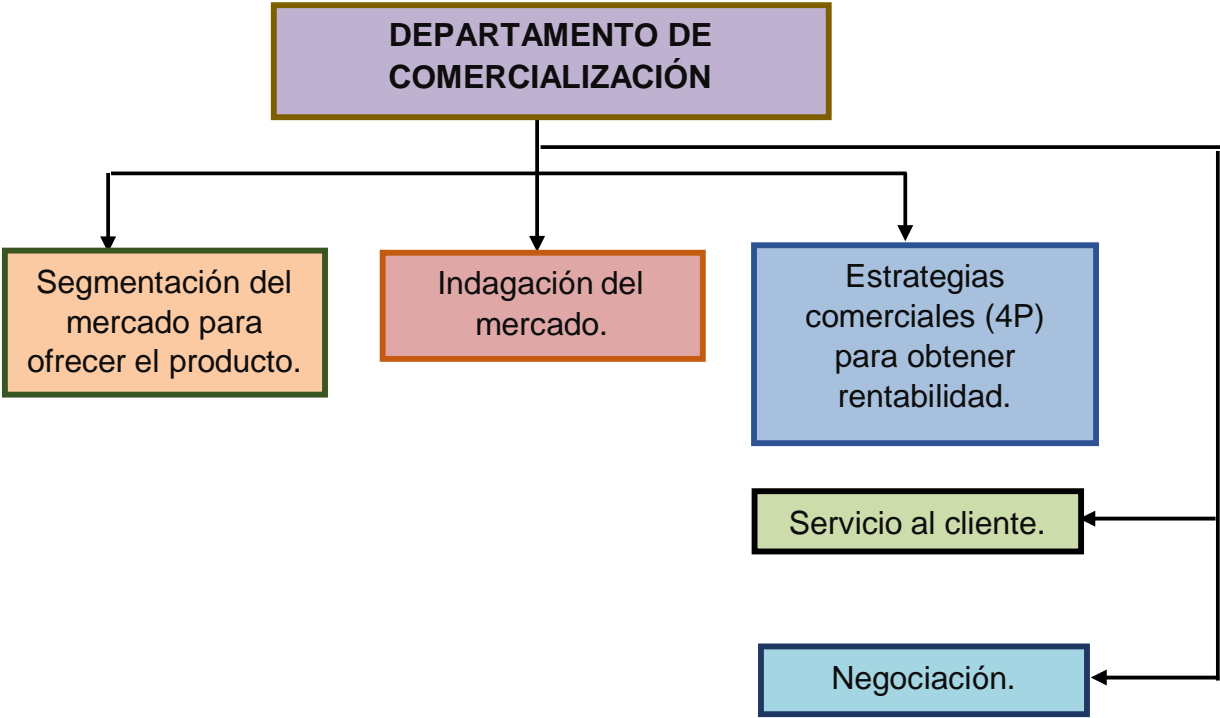 DEPARTAMENTO DE
COMERCIALIZACIÓN
Segmentación del
mercado para
ofrecer el producto.
Indagación del
mercado.
Estrategias
comerciales (4P)
para obtener
rentabilidad.
Servicio al cliente.
Negociación.